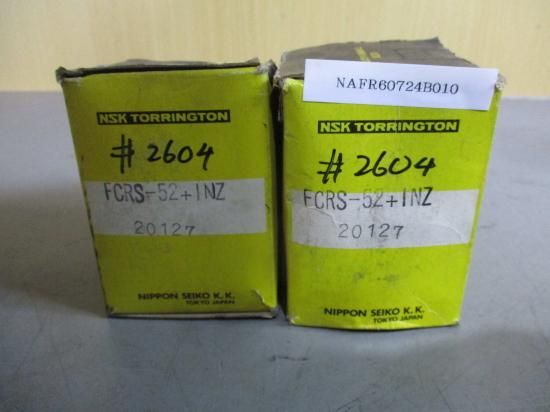 NSK TORRINGTON
#2604
FCRS-52+1NZ
20127
NIPPON SEIKO K.K.
TOKYO JAPAN
NAFR60724B010
NSK TORRINGTON
#2604
FCRS-52+1NZ
20127
NIPPON SEIKO K.K.
TOKYO JAPAN